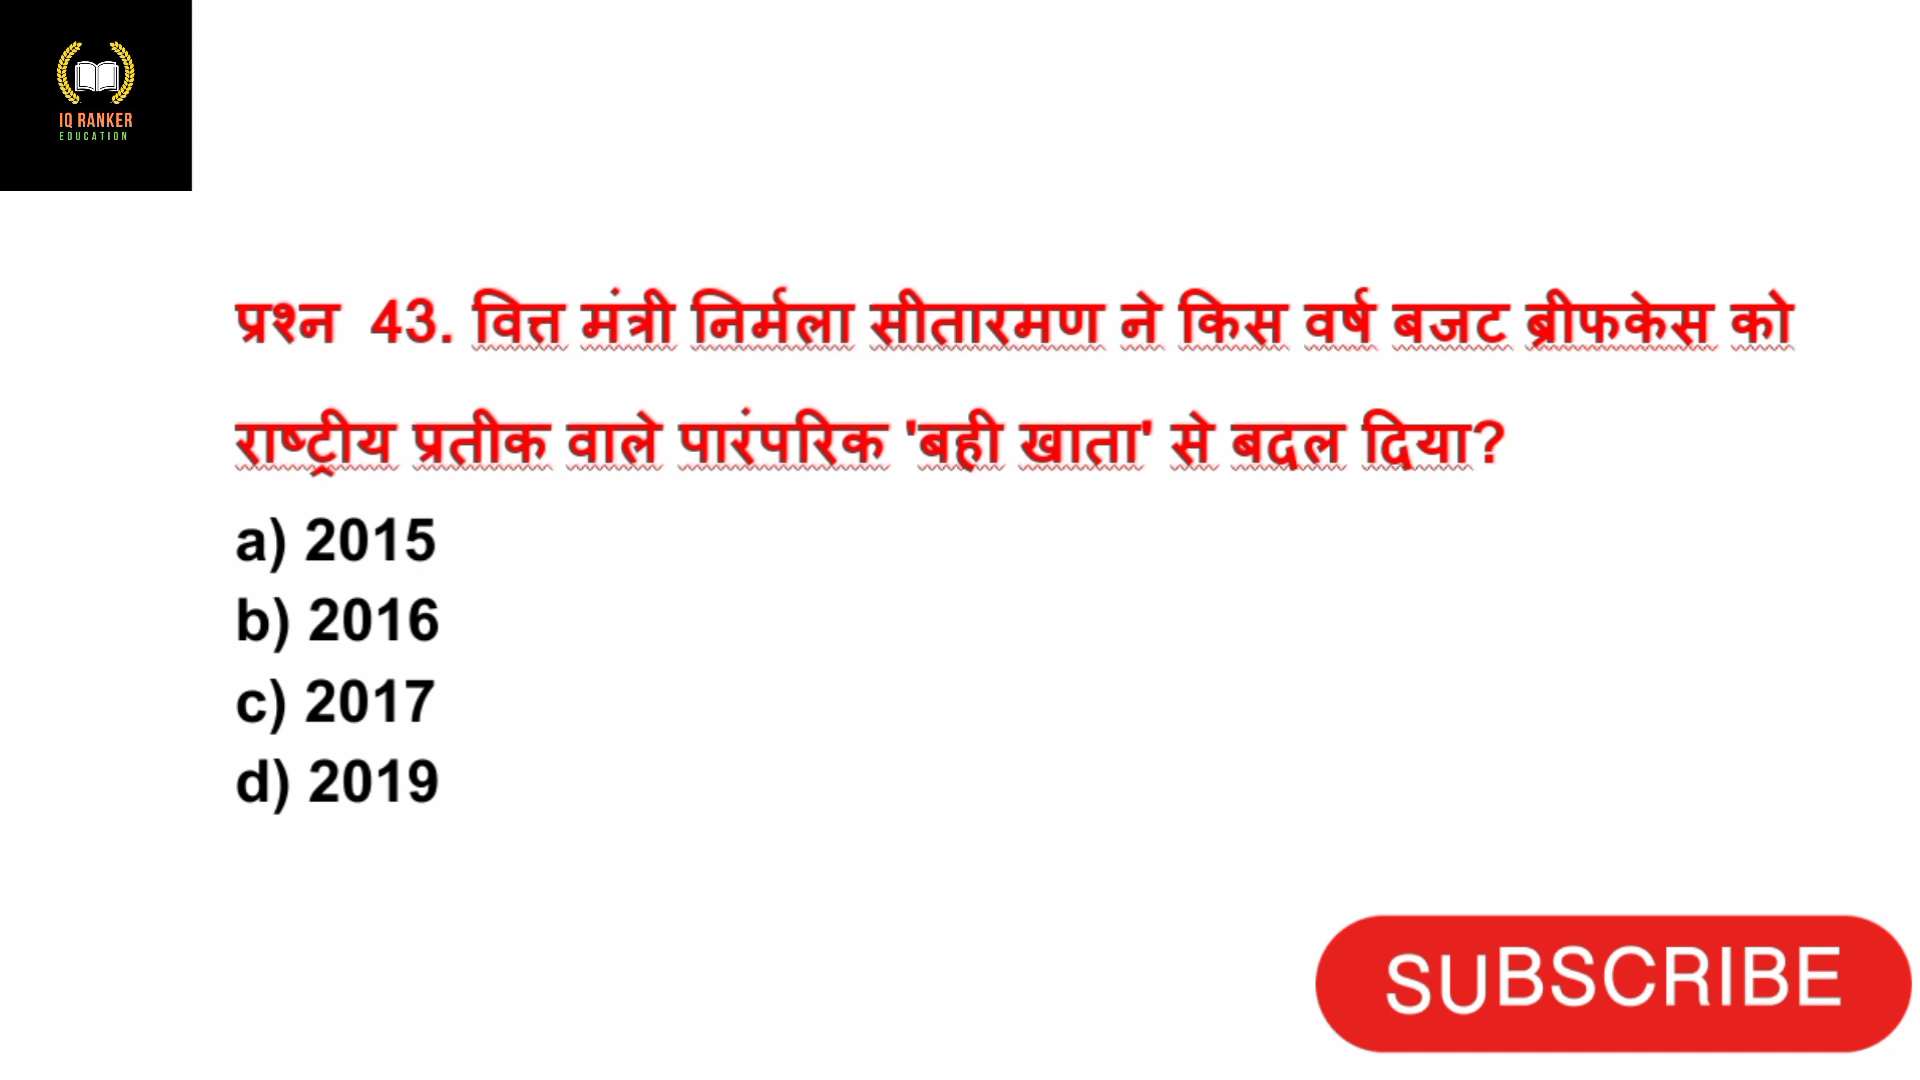 IQ RANKER
EDUCATION
प्रश्न 43. वित्त मंत्री निर्मला सीतारमण ने किस वर्ष बजट ब्रीफकेस को
राष्ट्रीय प्रतीक वाले पारंपरिक 'बही खाता' से बदल दिया?
a) 2015
b) 2016
c) 2017
d) 2019
SUBSCRIBE